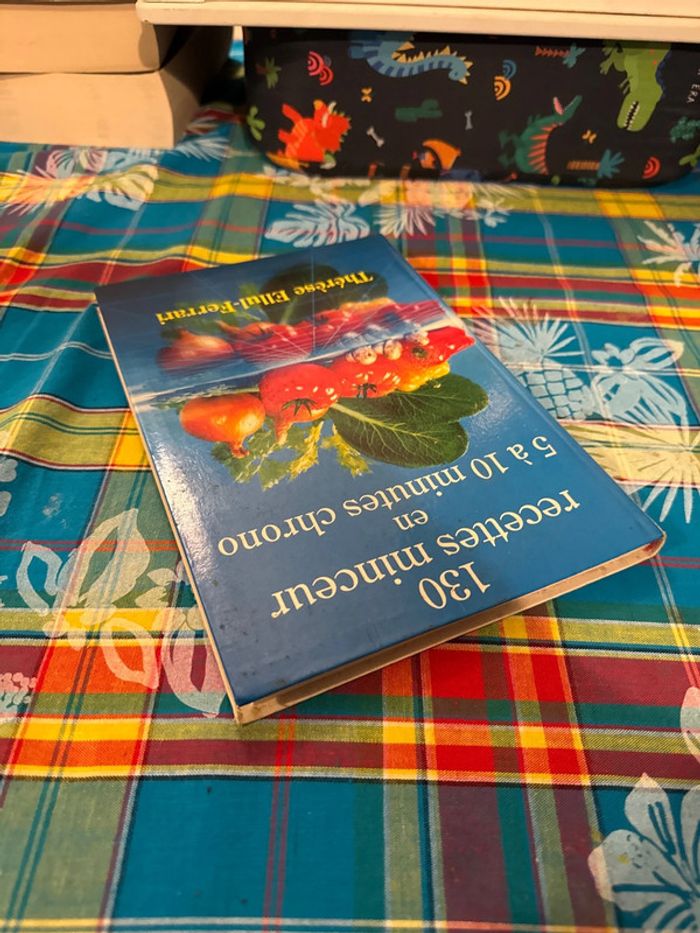 130
recettes minceur
en
5 à 10 minutes chrono
Thérèse Ellul-Ferrari